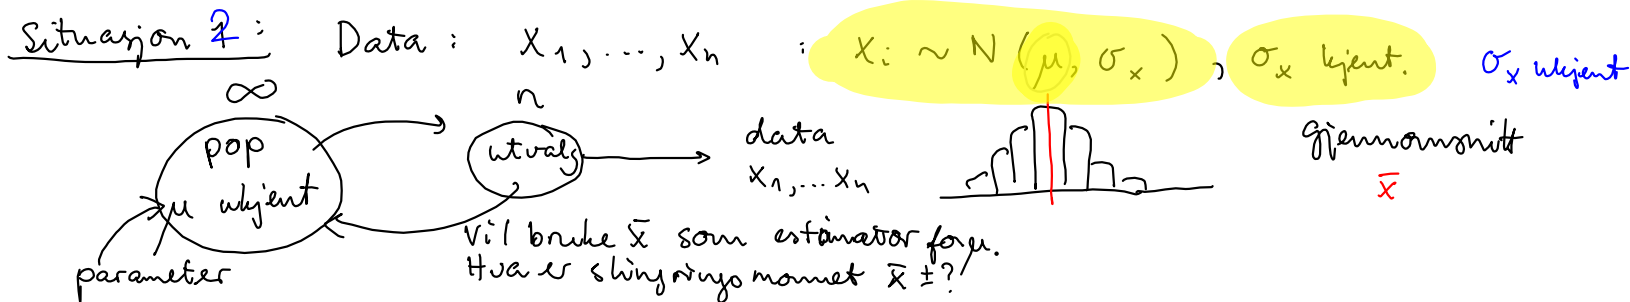 Situasjon 2: Data: X₁, ..., Xₙ : Xᵢ ~ N(μ, σₓ), σₓ kjent. σₓ ukjent
∞ n
pop utvalg data gjennomsnitt
μ ukjent x₁, ... xₙ x̄
parameter
Vil bruke x̄ som estimator for μ.
Hva er slingringsmonnet x̄ ±?